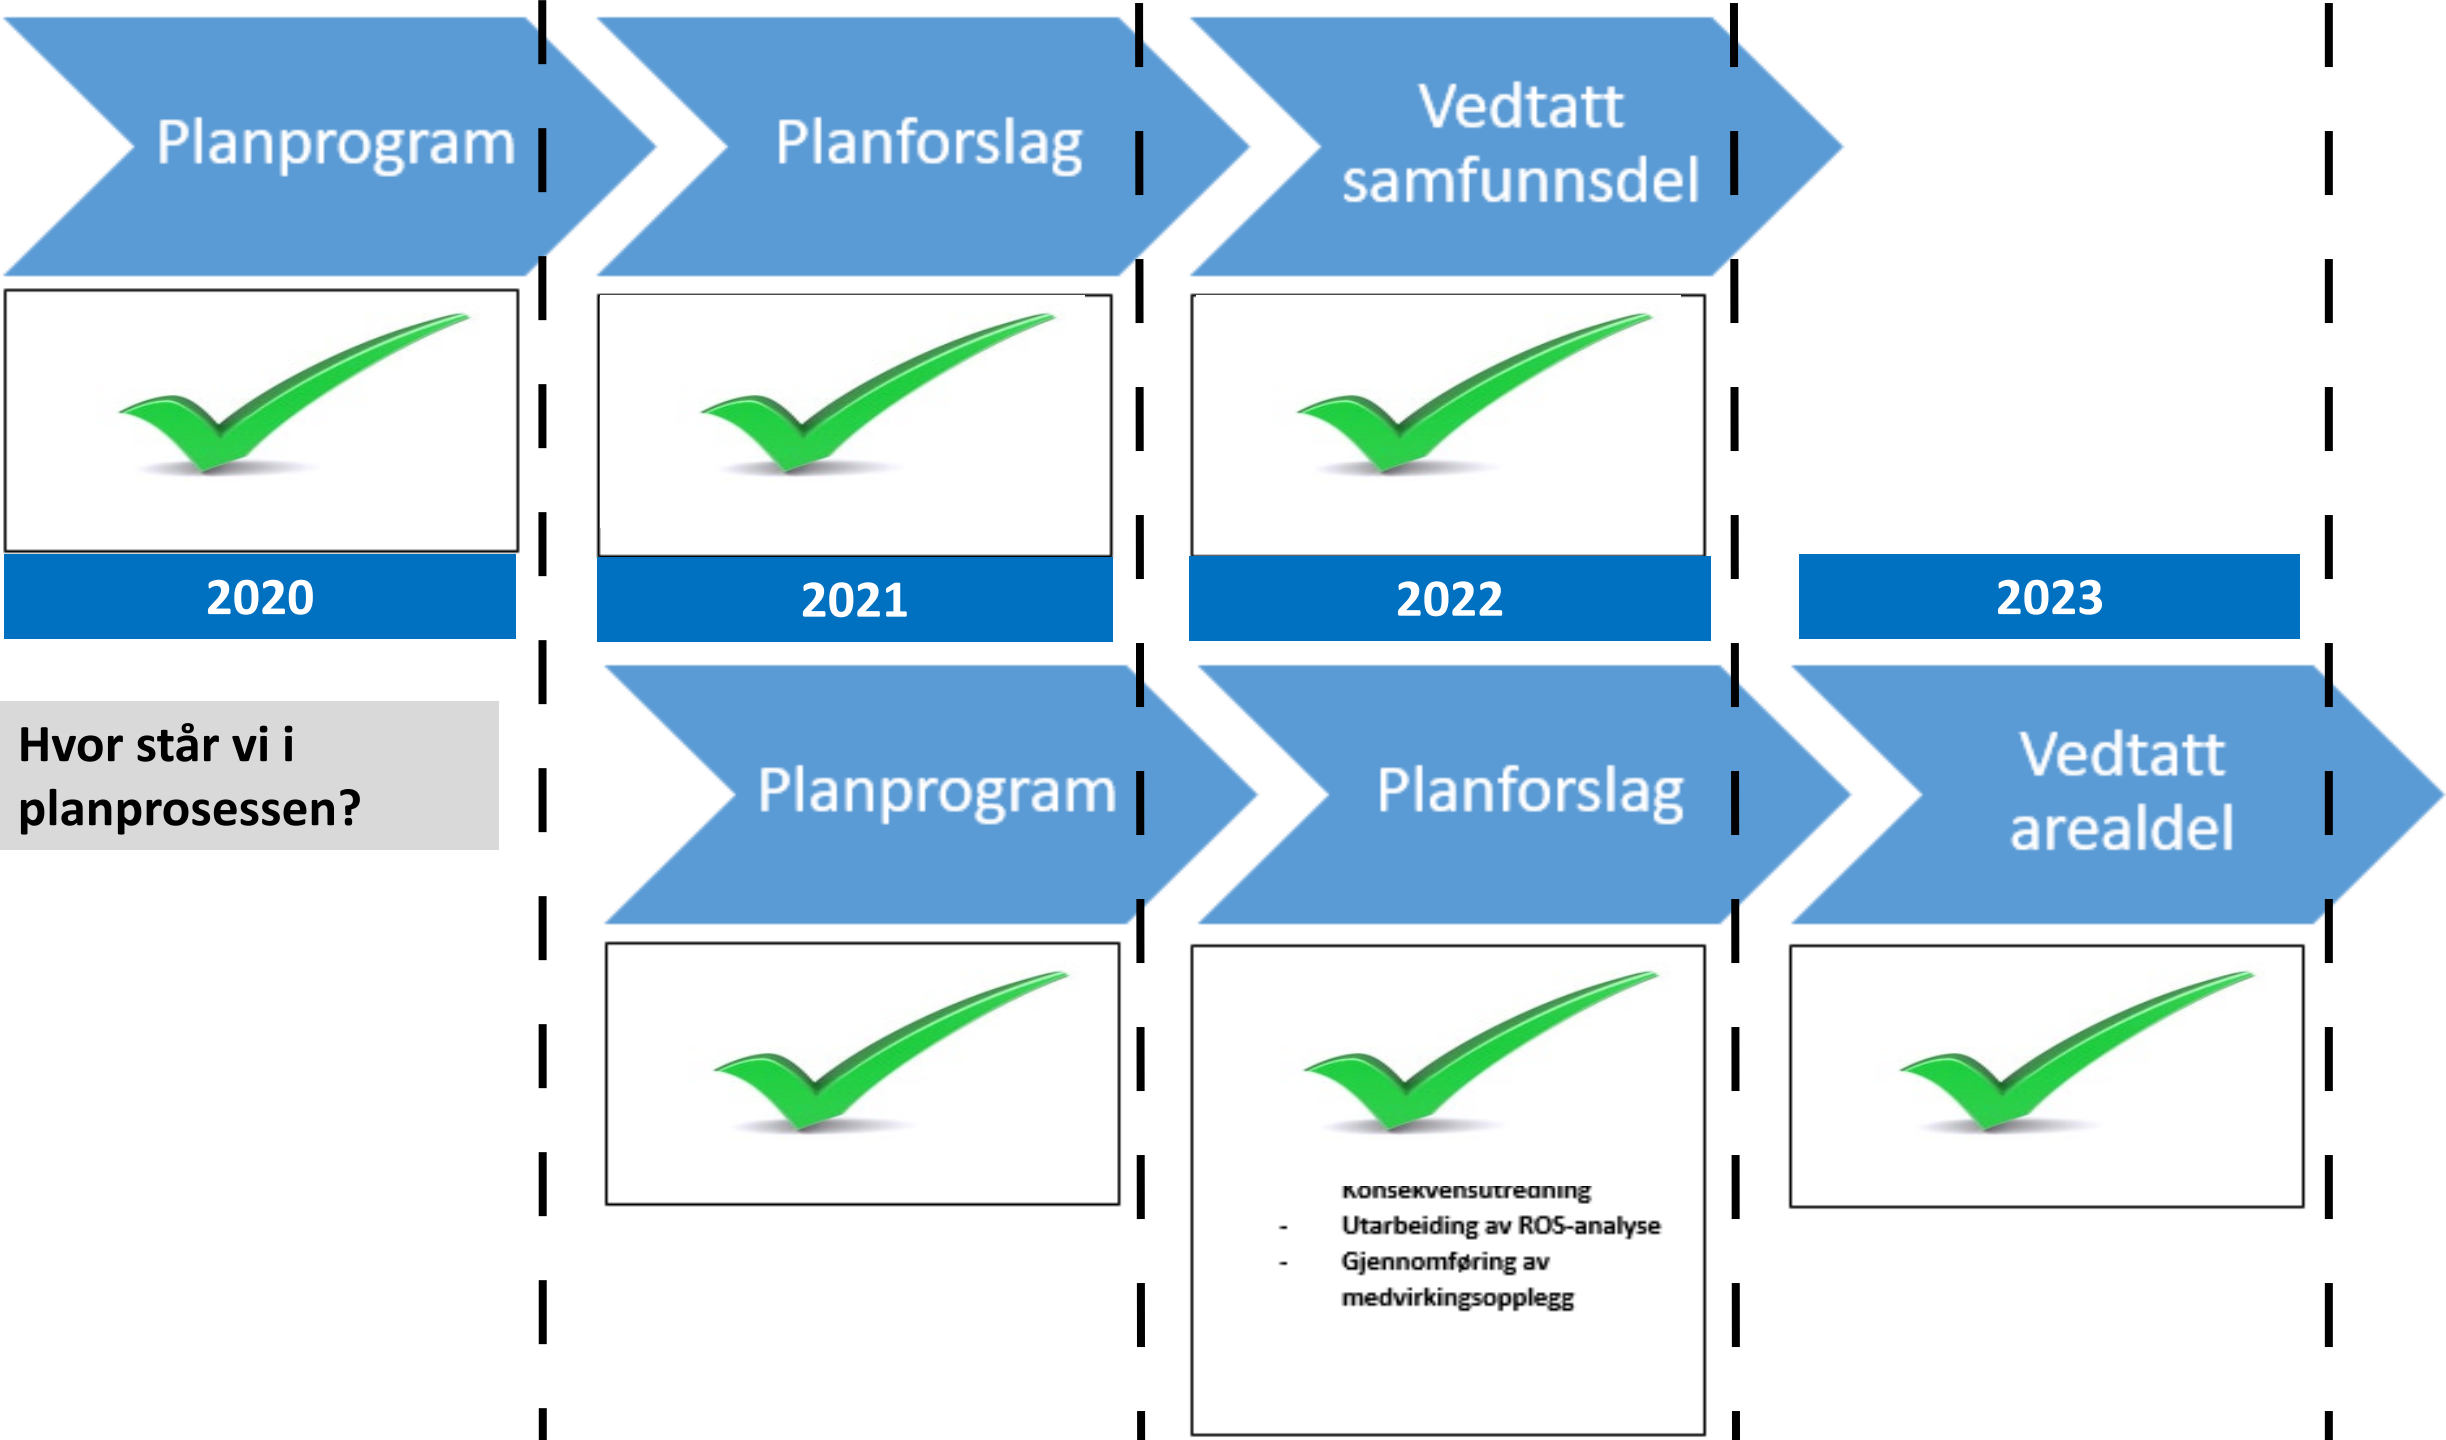 Planprogram
Planforslag
Vedtatt
samfunnsdel
2020
2021
2022
2023
Hvor står vi i
planprosessen?
Planprogram
Planforslag
Vedtatt
arealdel
Konsekvensutredning
- Utarbeiding av ROS-analyse
- Gjennomføring av
medvirkingsopplegg